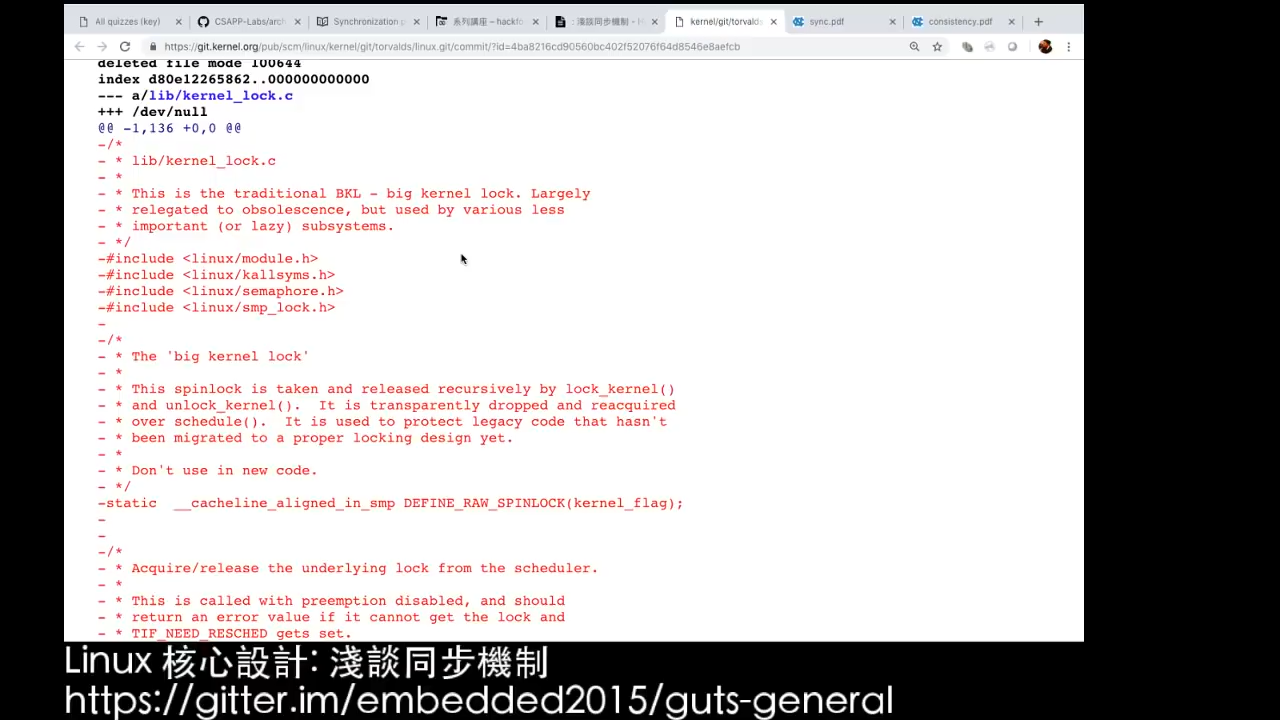 All quizzes (key)
CSAPP-Labs/arc
Synchronization p
系列講座 – hackfo
: 淺談同步機制 - H
kernel/git/torvalds
sync.pdf
consistency.pdf
https://git.kernel.org/pub/scm/linux/kernel/git/torvalds/linux.git/commit/?id=4ba8216cd90560bc402f52076f64d8546e8aefcb
deleted file mode 100644
index d80e12265862..000000000000
--- a/lib/kernel_lock.c
+++ /dev/null
@@ -1,136 +0,0 @@
-/*
- * lib/kernel_lock.c
- *
- * This is the traditional BKL - big kernel lock. Largely
- * relegated to obsolescence, but used by various less
- * important (or lazy) subsystems.
- */
-#include <linux/module.h>
-#include <linux/kallsyms.h>
-#include <linux/semaphore.h>
-#include <linux/smp_lock.h>
-
-/*
- * The 'big kernel lock'
- *
- * This spinlock is taken and released recursively by lock_kernel()
- * and unlock_kernel().  It is transparently dropped and reacquired
- * over schedule().  It is used to protect legacy code that hasn't
- * been migrated to a proper locking design yet.
- *
- * Don't use in new code.
- */
-static  __cacheline_aligned_in_smp DEFINE_RAW_SPINLOCK(kernel_flag);
-
-
-/*
- * Acquire/release the underlying lock from the scheduler.
- *
- * This is called with preemption disabled, and should
- * return an error value if it cannot get the lock and
- * TIF_NEED_RESCHED gets set.
Linux 核心設計: 淺談同步機制
https://gitter.im/embedded2015/guts-general